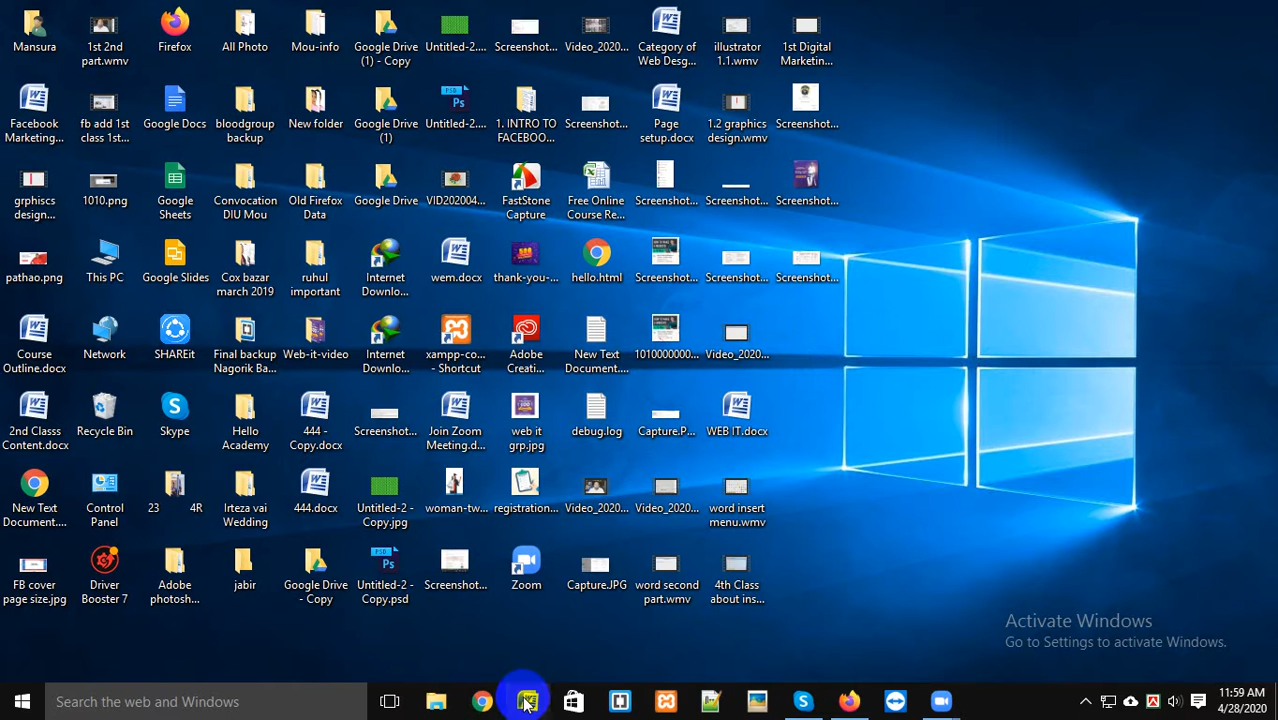 Mansura
1st 2nd
part.wmv
Firefox
All Photo
Mou-info
Google Drive
(1) - Copy
Untitled-2....
Screenshot...
Video_2020...
Category of
Web Desg...
illustrator
1.1.wmv
1st Digital
Marketin...
Facebook
Marketing...
fb add 1st
class 1st...
Google Docs
bloodgroup
backup
New folder
Google Drive
(1)
Untitled-2....
1. INTRO TO
FACEBOO...
Screenshot...
Page
setup.docx
1.2 graphics
design.wmv
Screenshot...
grphiscs
design...
1010.png
Google
Sheets
Convocation
DIU Mou
Old Firefox
Data
Google Drive
VID202004...
FastStone
Capture
Free Online
Course Re...
Screenshot...
Screenshot...
Screenshot...
pathao.png
This PC
Google Slides
Cox bazar
march 2019
ruhul
important
Internet
Downlo...
wem.docx
thank-you-...
hello.html
Screenshot...
Screenshot...
Screenshot...
Course
Outline.docx
Network
SHAREit
Final backup
Nagorik Ba...
Web-it-video
Internet
Downlo...
xampp-co...
- Shortcut
Adobe
Creati...
New Text
Document....
1010000000...
Video_2020...
2nd Classs
Content.docx
Recycle Bin
Skype
Hello
Academy
444 -
Copy.docx
Screenshot...
Join Zoom
Meeting.d...
web it
grp.jpg
debug.log
Capture.P...
WEB IT.docx
New Text
Document....
Control
Panel
23 4R
Irteza vai
Wedding
444.docx
Untitled-2 -
Copy.jpg
woman-tw...
registration...
Video_2020...
Video_2020...
word insert
menu.wmv
FB cover
page size.jpg
Driver
Booster 7
Adobe
photosh...
jabir
Google Drive
- Copy
Untitled-2 -
Copy.psd
Screenshot...
Zoom
Capture.JPG
word second
part.wmv
4th Class
about ins...
Activate Windows
Go to Settings to activate Windows.
Search the web and Windows
11:59 AM
4/28/2020